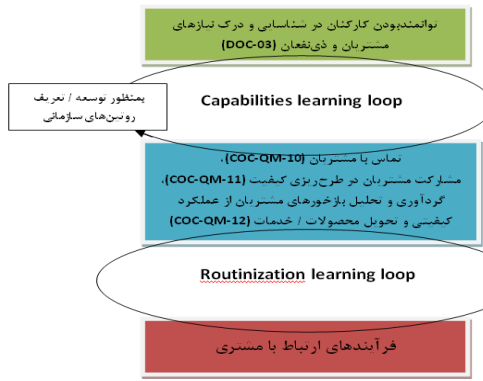 توانمندبودن کارکنان در شناسایی و درک نیازهای
مشتریان و ذی‌نفعان (DOC-03)
Capabilities learning loop
بمنظور توسعه / تعریف
روتین‌های سازمانی
تماس با مشتریان (COC-QM-10)،
مشارکت مشتریان در طرح‌ریزی کیفیت (COC-QM-11)،
گردآوری و تحلیل بازخورهای مشتریان از عملکرد
کیفیتی و تحویل محصولات / خدمات (COC-QM-12)
Routinization learning loop
فرآیندهای ارتباط با مشتری